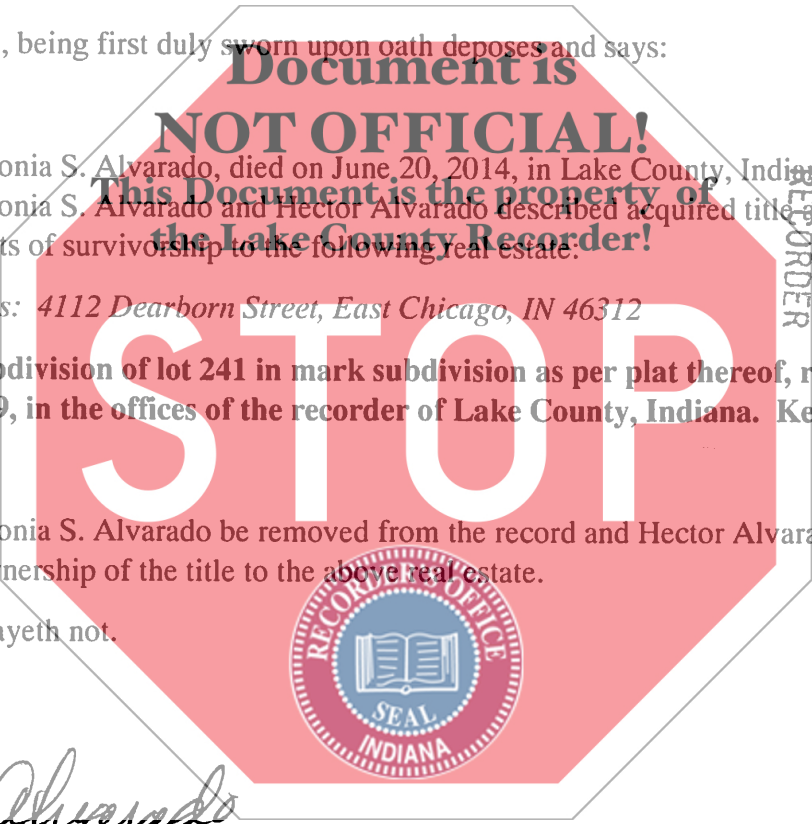 , being first duly sworn upon oath deposes and says:
Document is
NOT OFFICIAL!
onia S. Alvarado, died on June 20, 2014, in Lake County, Indiana
This Document is the property of
onia S. Alvarado and Hector Alvarado described acquired title
the Lake County Recorder!
ts of survivorship to the following real estate:
RECORDER
s: 4112 Dearborn Street, East Chicago, IN 46312
STOP
bdivision of lot 241 in mark subdivision as per plat thereof, r
9, in the offices of the recorder of Lake County, Indiana. Ke
onia S. Alvarado be removed from the record and Hector Alvara
nership of the title to the above real estate.
ayeth not.
RECORDER'S OFFICE
SEAL
INDIANA
Alvarado